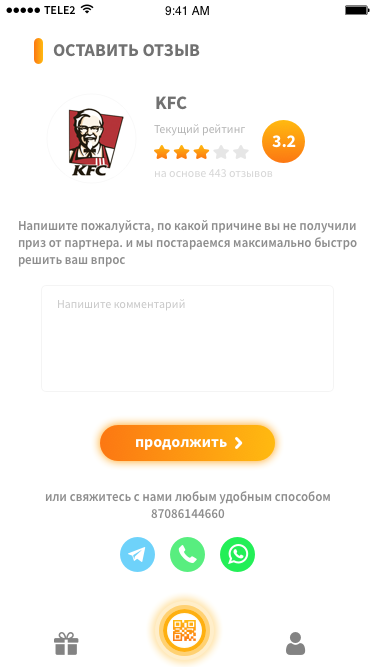 TELE2
9:41 AM
ОСТАВИТЬ ОТЗЫВ
KFC
Текущий рейтинг
3.2
на основе 443 отзывов
KFC
Напишите пожалуйста, по какой причине вы не получили
приз от партнера. и мы постараемся максимально быстро
решить ваш впрос
Напишите комментарий
продолжить
или свяжитесь с нами любым удобным способом
87086144660